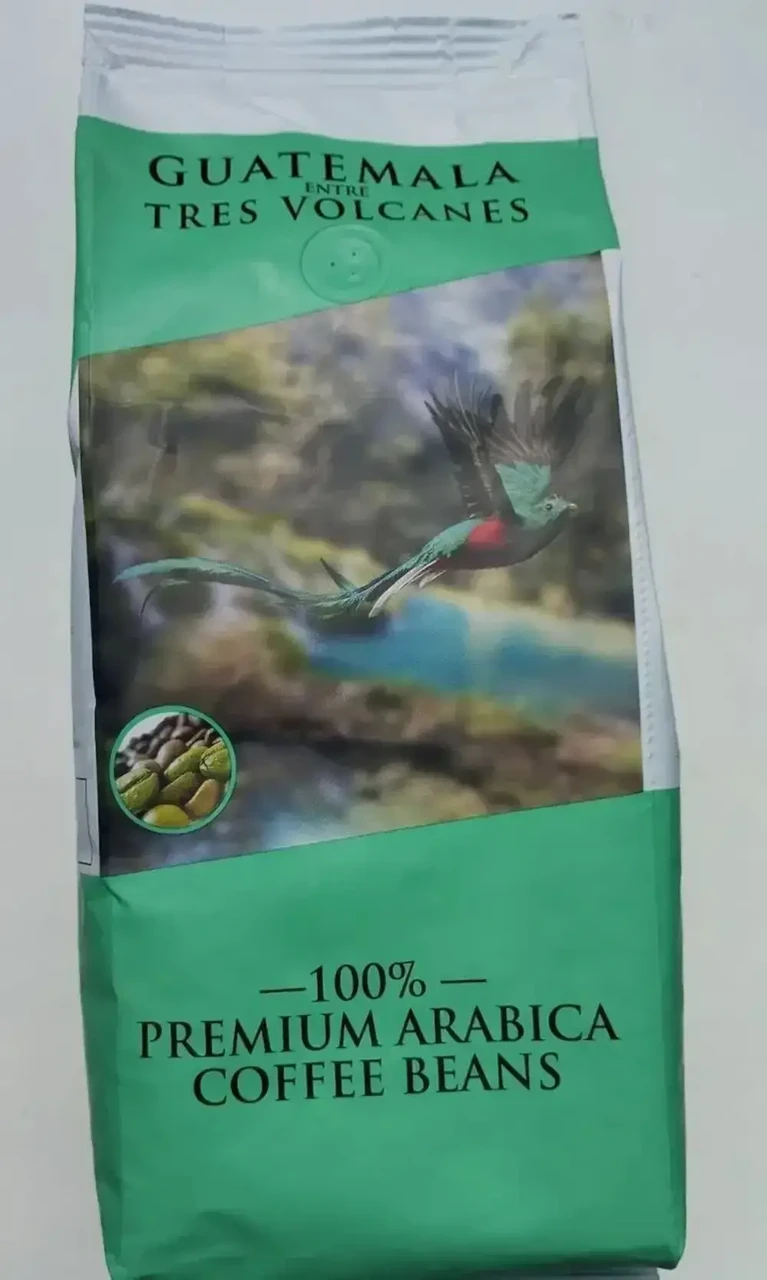 GUATEMALA
ENTRE
TRES VOLCANES
—100%—
PREMIUM ARABICA
COFFEE BEANS